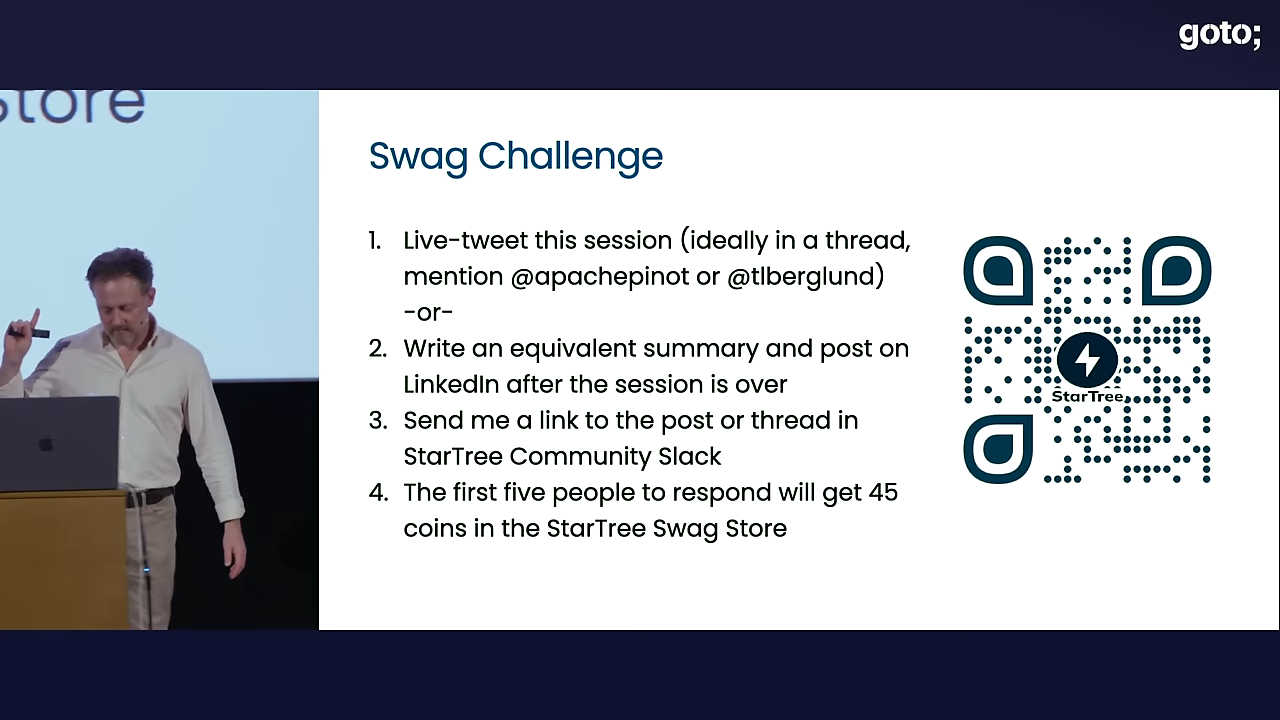 goto;
Store
Swag Challenge
1. Live-tweet this session (ideally in a thread,
mention @apachepinot or @tlberglund)
-or-
2. Write an equivalent summary and post on
LinkedIn after the session is over
3. Send me a link to the post or thread in
StarTree Community Slack
4. The first five people to respond will get 45
coins in the StarTree Swag Store
StarTree